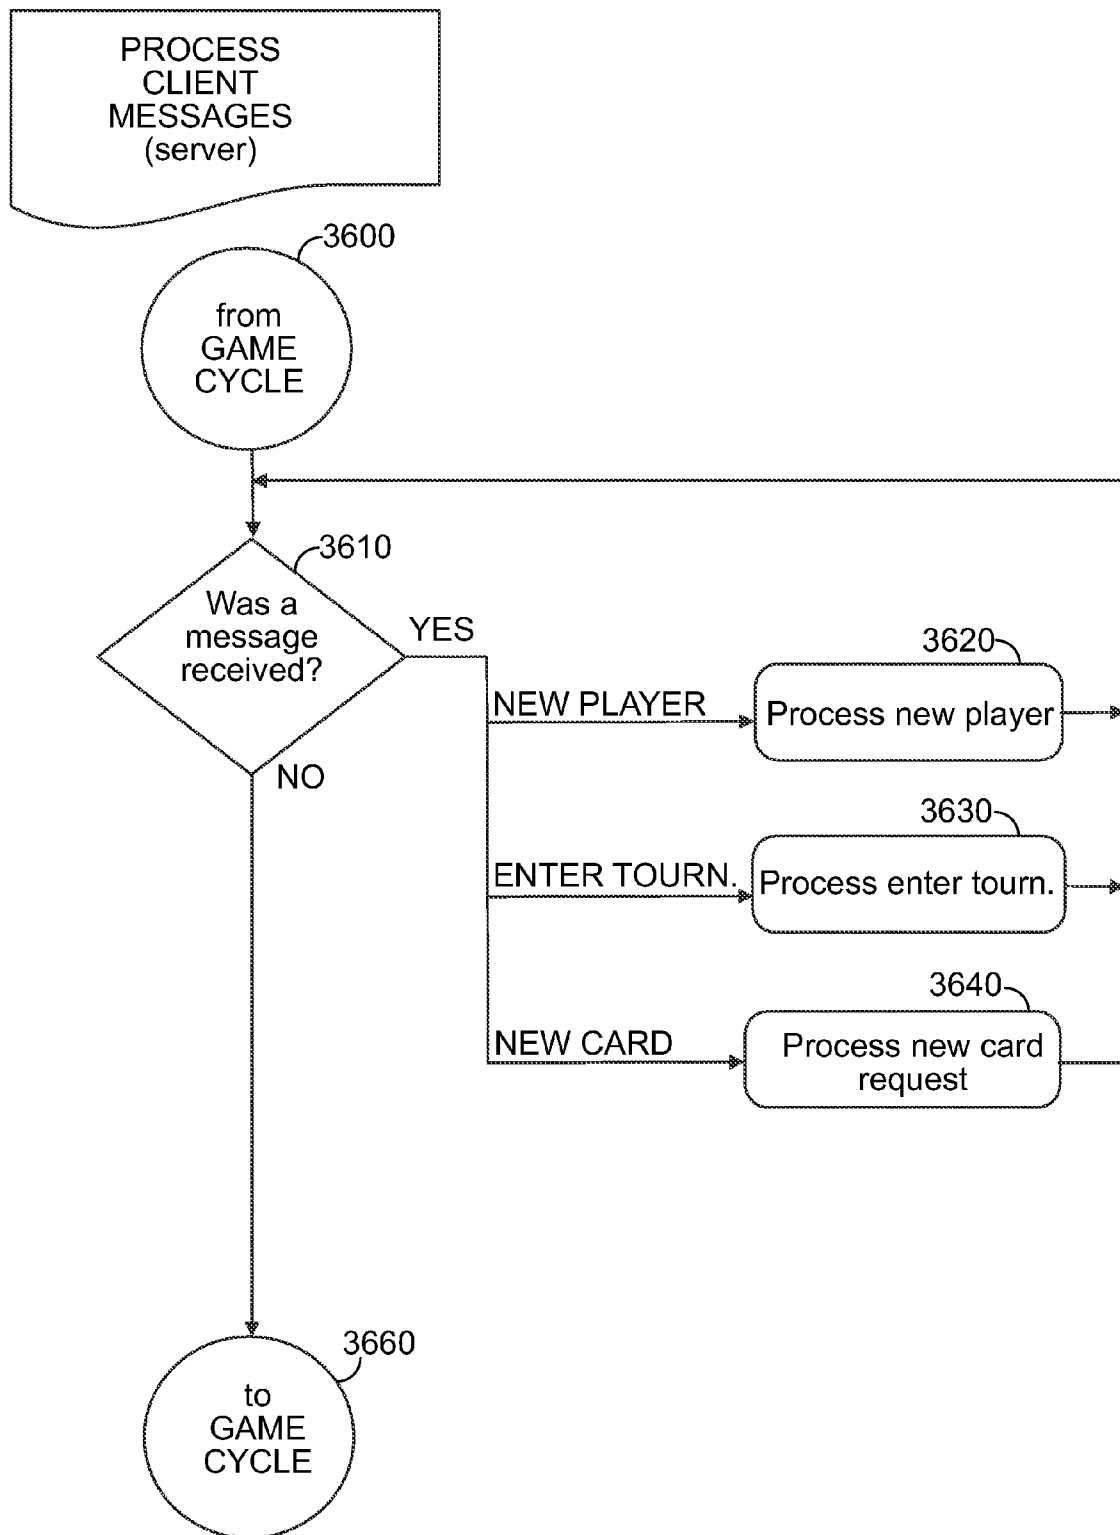 PROCESS
CLIENT
MESSAGES
(server)
3600
from
GAME
CYCLE
3610
Was a
message
received?
YES
NO
3620
NEW PLAYER
Process new player
3630
ENTER TOURN.
Process enter tourn.
3640
NEW CARD
Process new card
request
3660
to
GAME
CYCLE